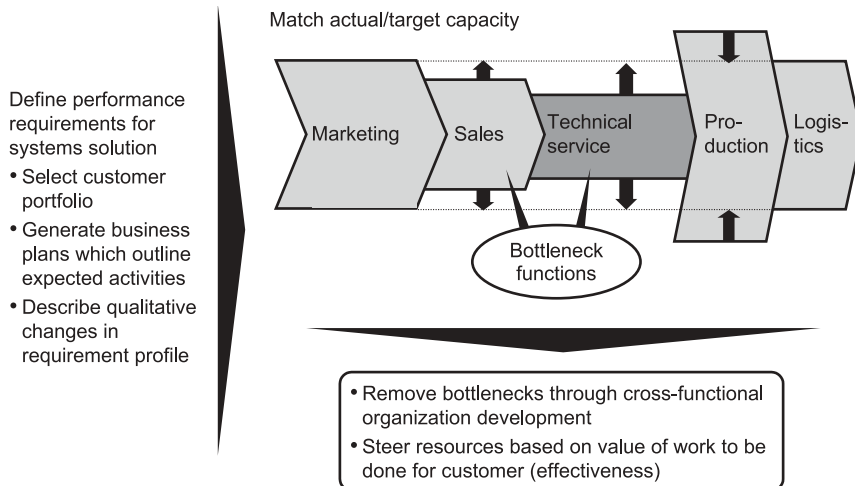 Match actual/target capacity
Define performance
requirements for
systems solution
• Select customer
portfolio
• Generate business
plans which outline
expected activities
• Describe qualitative
changes in
requirement profile
Marketing
Sales
Technical
service
Pro-
duction
Logis-
tics
Bottleneck
functions
• Remove bottlenecks through cross-functional
organization development
• Steer resources based on value of work to be
done for customer (effectiveness)